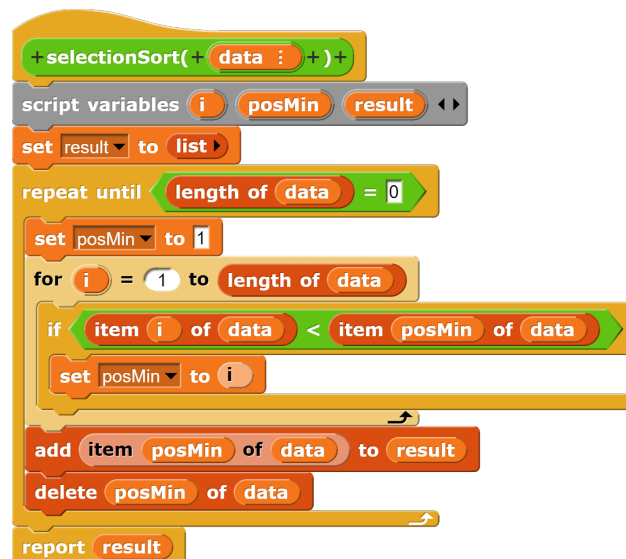 +selectionSort(+ data ⋮ +)+
script variables i posMin result
set result to list
repeat until length of data = 0
set posMin to 1
for i = 1 to length of data
if item i of data < item posMin of data
set posMin to i
add item posMin of data to result
delete posMin of data
report result